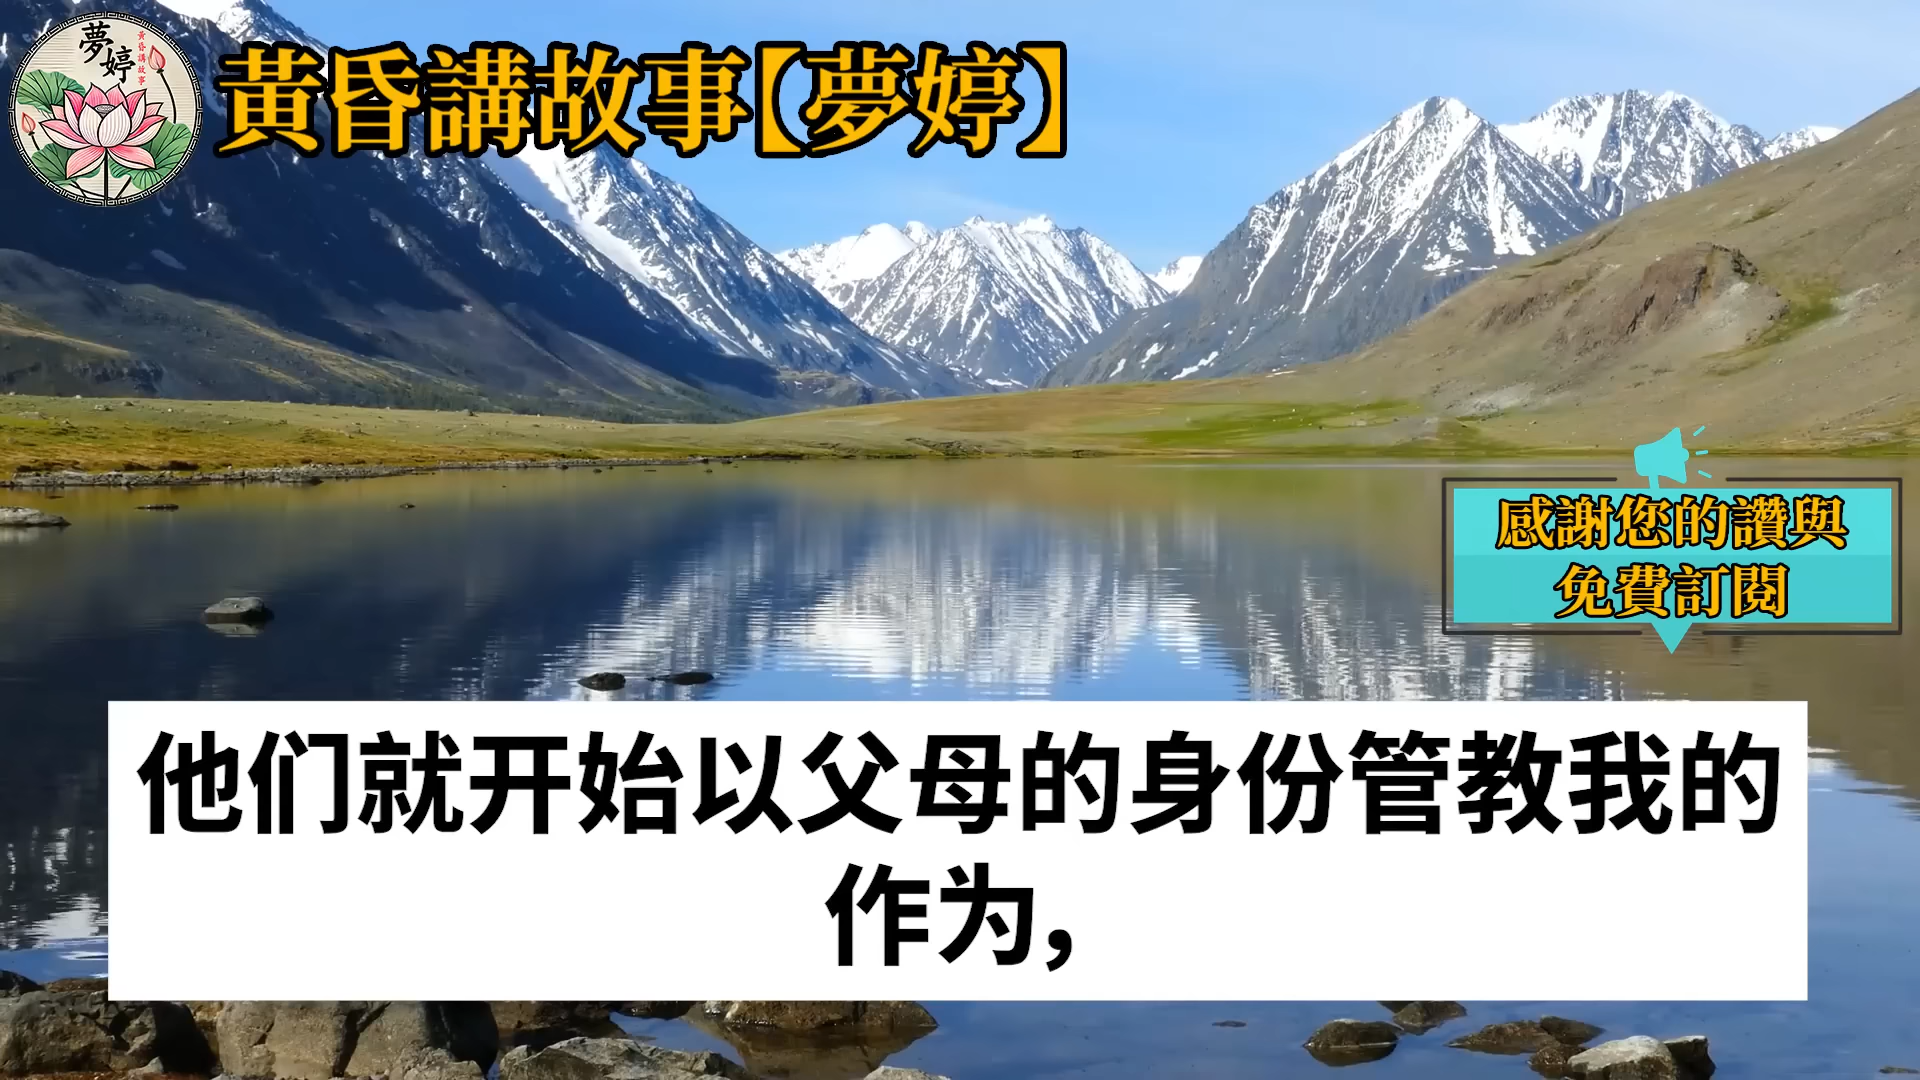 夢婷
黃昏講故事
黃昏講故事【夢婷】
感謝您的讚與
免費訂閱
他们就开始以父母的身份管教我的
作为,